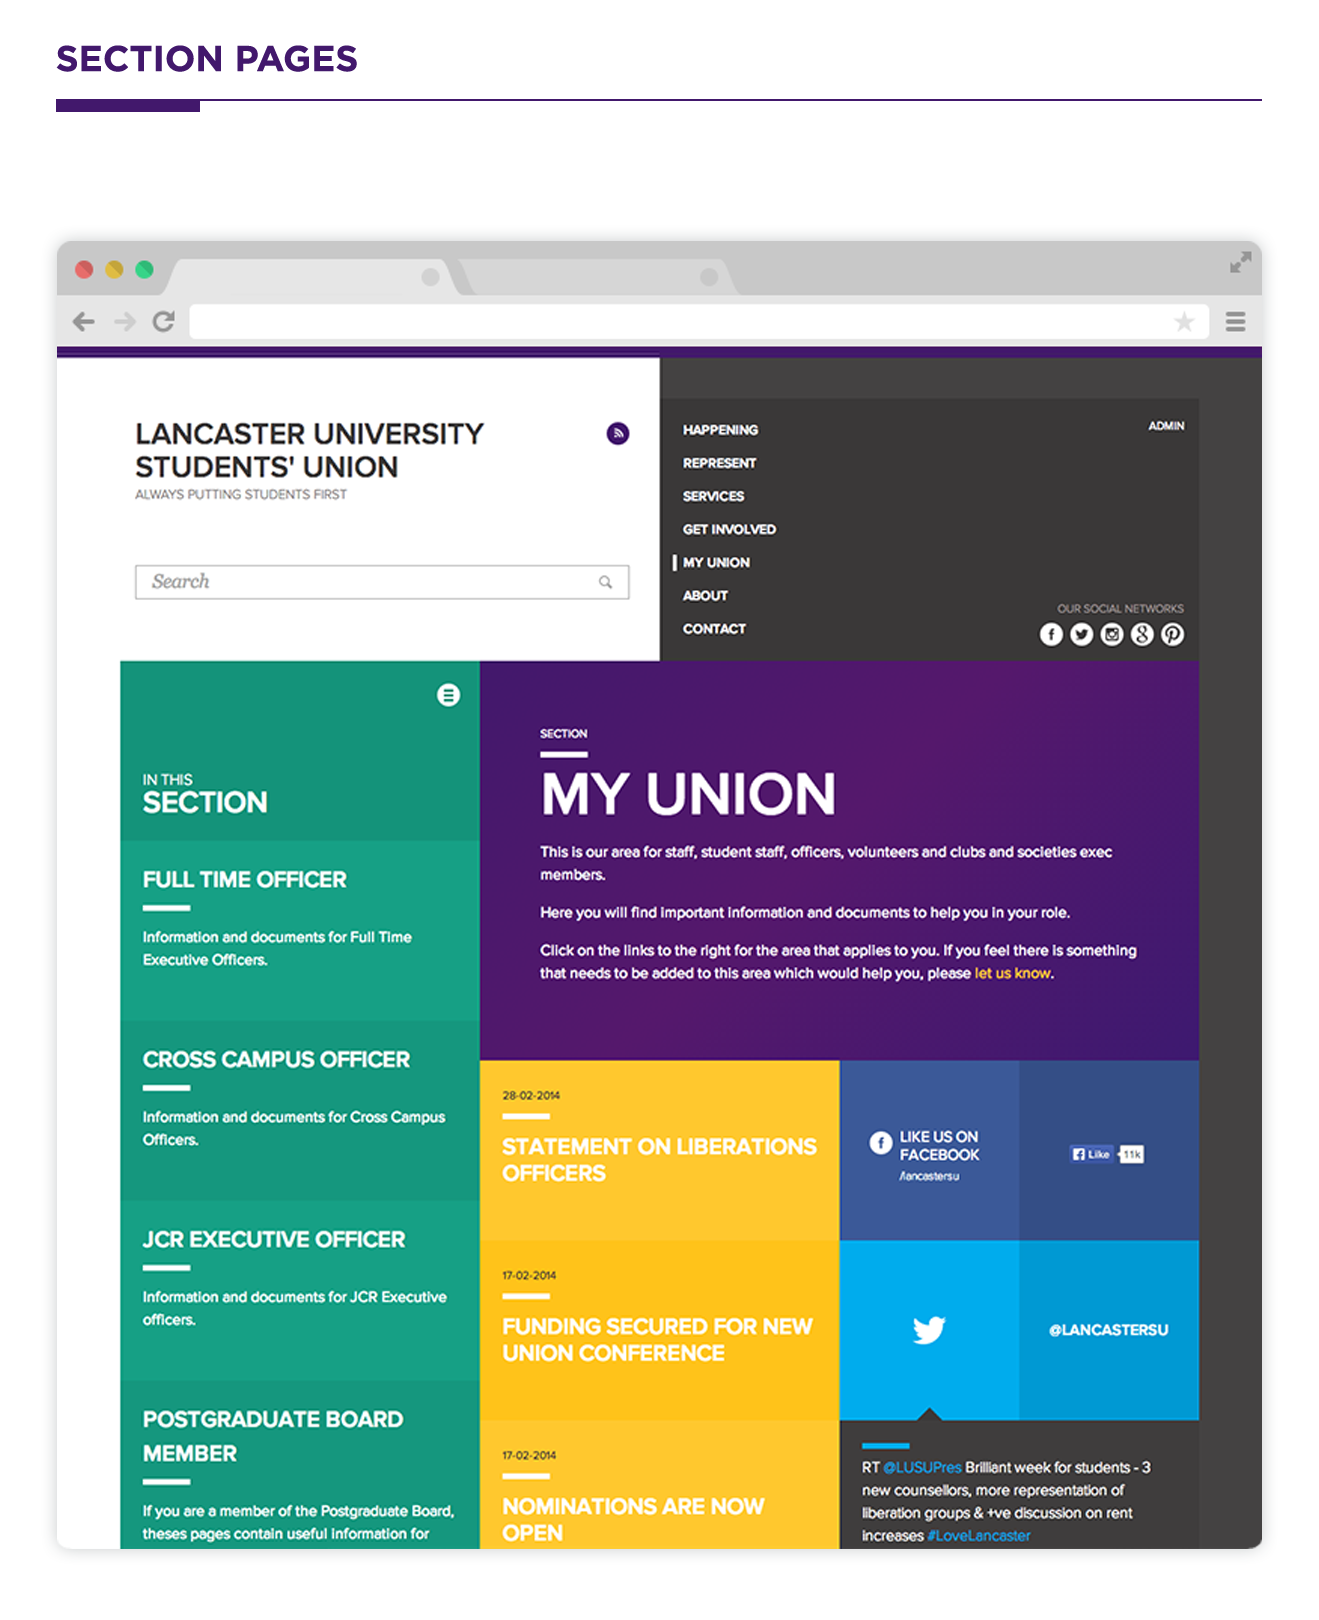 SECTION PAGES
LANCASTER UNIVERSITY
STUDENTS' UNION
ALWAYS PUTTING STUDENTS FIRST
Search
HAPPENING
REPRESENT
SERVICES
GET INVOLVED
MY UNION
ABOUT
CONTACT
ADMIN
OUR SOCIAL NETWORKS
IN THIS
SECTION
FULL TIME OFFICER
Information and documents for Full Time
Executive Officers.
CROSS CAMPUS OFFICER
Information and documents for Cross Campus
Officers.
JCR EXECUTIVE OFFICER
Information and documents for JCR Executive
officers.
POSTGRADUATE BOARD
MEMBER
If you are a member of the Postgraduate Board,
theses pages contain useful information for
SECTION
MY UNION
This is our area for staff, student staff, officers, volunteers and clubs and societies exec
members.
Here you will find important information and documents to help you in your role.
Click on the links to the right for the area that applies to you. If you feel there is something
that needs to be added to this area which would help you, please let us know.
28-02-2014
STATEMENT ON LIBERATIONS
OFFICERS
17-02-2014
FUNDING SECURED FOR NEW
UNION CONFERENCE
17-02-2014
NOMINATIONS ARE NOW
OPEN
LIKE US ON
FACEBOOK
/lancastersu
Like 11k
@LANCASTERSU
RT @LUSUPres Brilliant week for students - 3
new counsellors, more representation of
liberation groups & +ve discussion on rent
increases #LoveLancaster